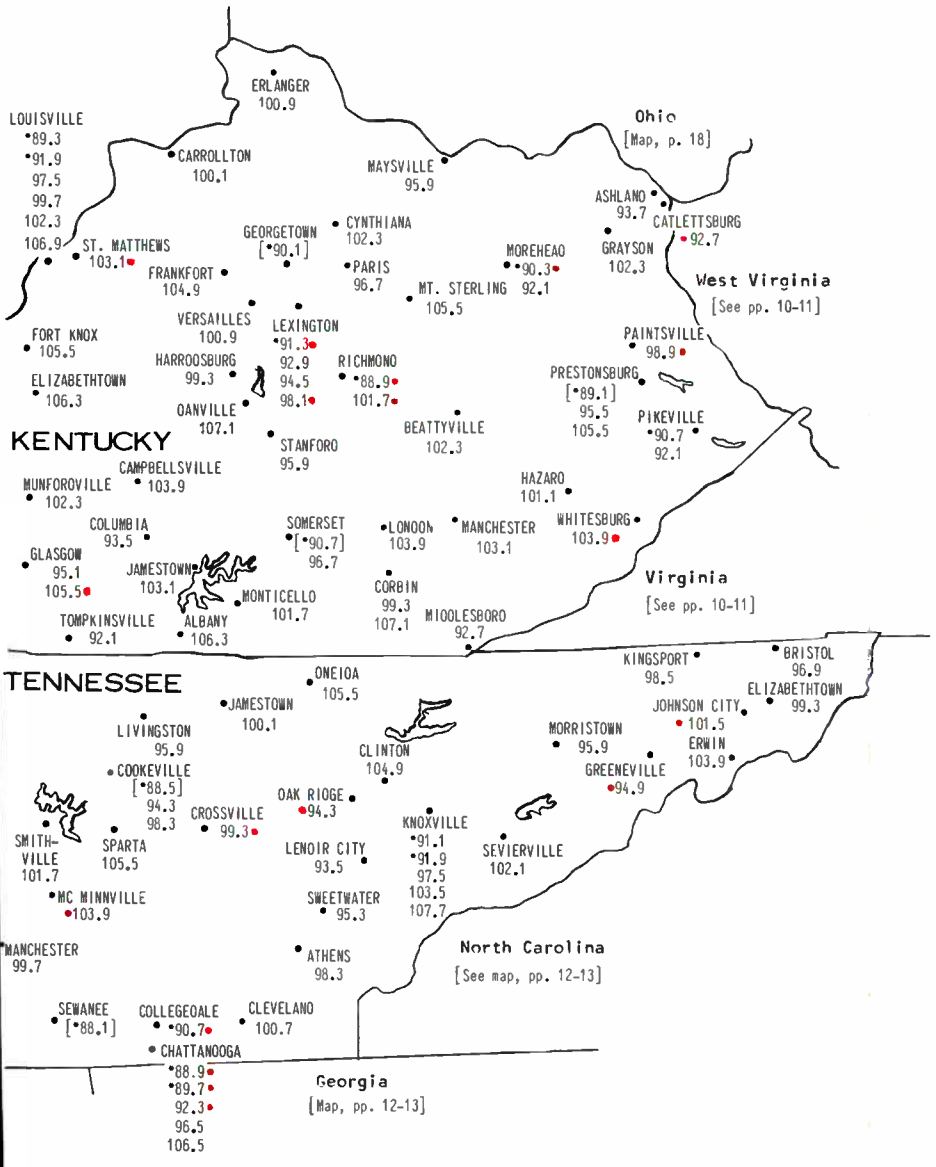 ERLANGER
100.9
LOUISVILLE
•89.3
•91.9
97.5
99.7
102.3
106.9
Ohio
[Map, p. 18]
CARROLLTON
100.1
MAYSVILLE
95.9
ASHLAND
93.7
CATLETTSBURG
92.7
CYNTHIANA
102.3
GEORGETOWN
[•90.1]
GRAYSON
102.3
ST. MATTHEWS
103.1
MOREHEAD
•90.3
92.1
FRANKFORT
104.9
PARIS
96.7
West Virginia
[See pp. 10-11]
MT. STERLING
105.5
VERSAILLES
100.9
LEXINGTON
•91.3
92.9
94.5
98.1
FORT KNOX
105.5
PAINTSVILLE
98.9
HARRODSBURG
99.3
RICHMOND
•88.9
101.7
PRESTONSBURG
[•89.1]
95.5
105.5
ELIZABETHTOWN
106.3
DANVILLE
107.1
PIKEVILLE
•90.7
92.1
BEATTYVILLE
102.3
KENTUCKY
STANFORD
95.9
CAMPBELLSVILLE
103.9
MUNFORDVILLE
102.3
HAZARD
101.1
COLUMBIA
93.5
SOMERSET
[•90.7]
96.7
LONDON
103.9
MANCHESTER
103.1
WHITESBURG
103.9
GLASGOW
95.1
105.5
JAMESTOWN
103.1
Virginia
[See pp. 10-11]
CORBIN
99.3
107.1
MONTICELLO
101.7
TOMPKINSVILLE
92.1
ALBANY
106.3
MIDDLESBORO
92.7
TENNESSEE
ONEIDA
105.5
KINGSPORT
98.5
BRISTOL
96.9
ELIZABETHTOWN
99.3
JAMESTOWN
100.1
JOHNSON CITY
101.5
LIVINGSTON
95.9
MORRISTOWN
95.9
ERWIN
103.9
CLINTON
104.9
COOKEVILLE
[•88.5]
94.3
98.3
GREENEVILLE
94.9
OAK RIDGE
94.3
CROSSVILLE
99.3
KNOXVILLE
•91.1
•91.9
97.5
103.5
107.7
SMITH-
VILLE
101.7
SPARTA
105.5
LENOIR CITY
93.5
SEVIERVILLE
102.1
MC MINNVILLE
103.9
SWEETWATER
95.3
MANCHESTER
99.7
ATHENS
98.3
North Carolina
[See map, pp. 12-13]
SEWANEE
[•88.1]
COLLEGEDALE
•90.7
CLEVELAND
100.7
CHATTANOOGA
•88.9
•89.7
92.3
96.5
106.5
Georgia
[Map, pp. 12-13]